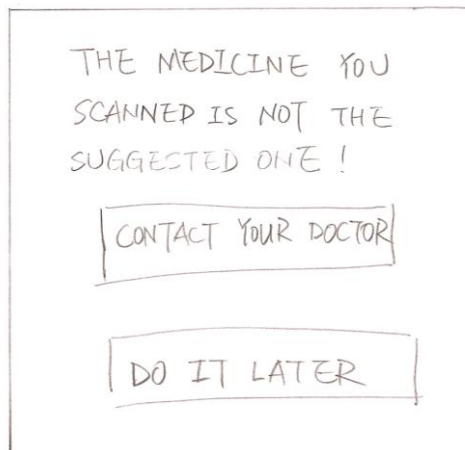 THE MEDICINE YOU
SCANNED IS NOT THE
SUGGESTED ONE !
CONTACT YOUR DOCTOR
DO IT LATER